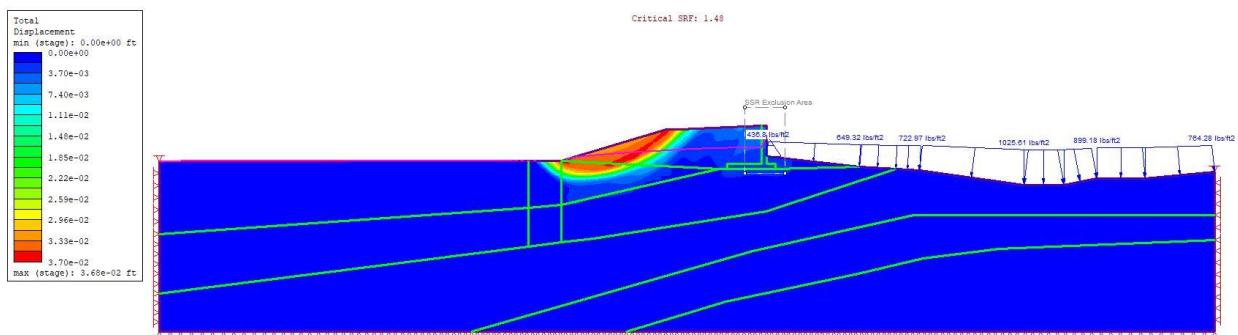 Total
Displacement
min (stage): 0.00e+00 ft
0.00e+00
3.70e-03
7.40e-03
1.11e-02
1.48e-02
1.85e-02
2.22e-02
2.59e-02
2.96e-02
3.33e-02
3.70e-02
max (stage): 3.68e-02 ft
Critical SRF: 1.48
SSR Exclusion Area
436.8 lbs/ft2
649.32 lbs/ft2
722.97 lbs/ft2
1025.61 lbs/ft2
899.18 lbs/ft2
764.28 lbs/ft2